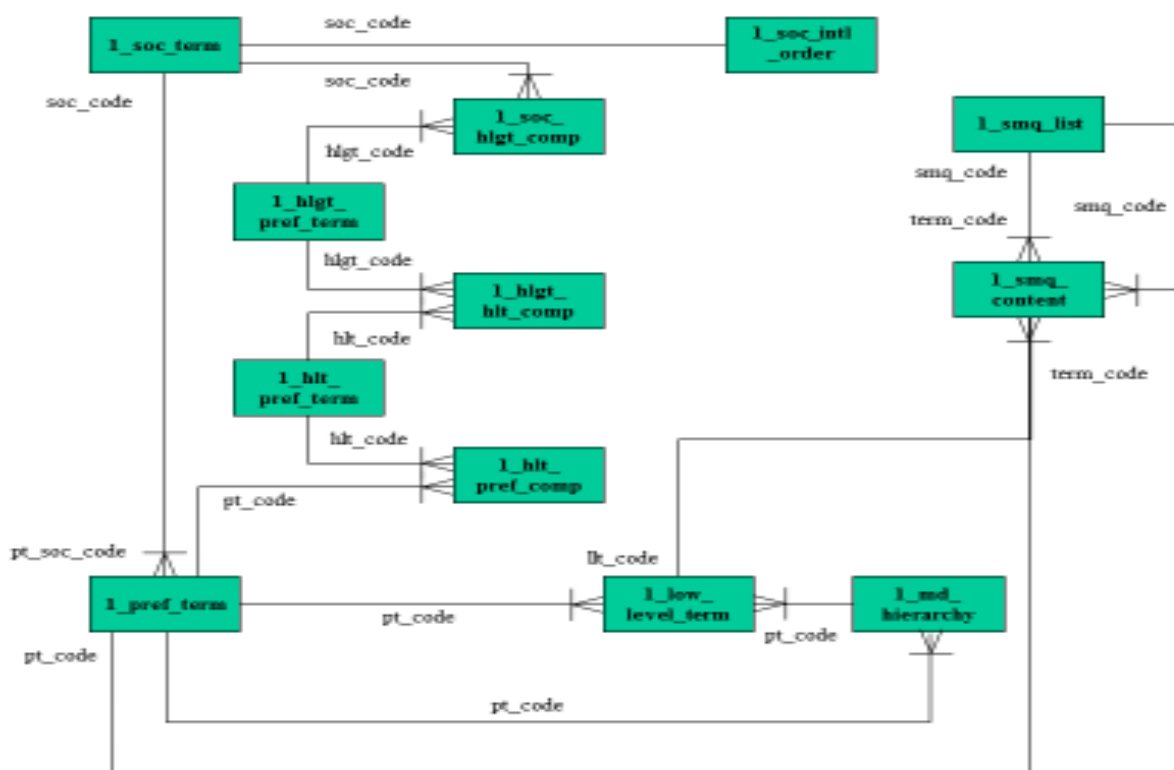 soc_code
1_soc_term
1_soc_intl
_order
soc_code
soc_code
1_soc_
hlgt_comp
1_smq_list
hlgt_code
smq_code
1_hlgt_
pref_term
smq_code
term_code
hlgt_code
1_hlgt_
hlt_comp
1_smq_
content
hlt_code
1_hlt_
pref_term
term_code
hlt_code
1_hlt_
pref_comp
pt_code
pt_soc_code
llt_code
1_pref_term
1_low_
level_term
1_md_
hierarchy
pt_code
pt_code
pt_code
pt_code